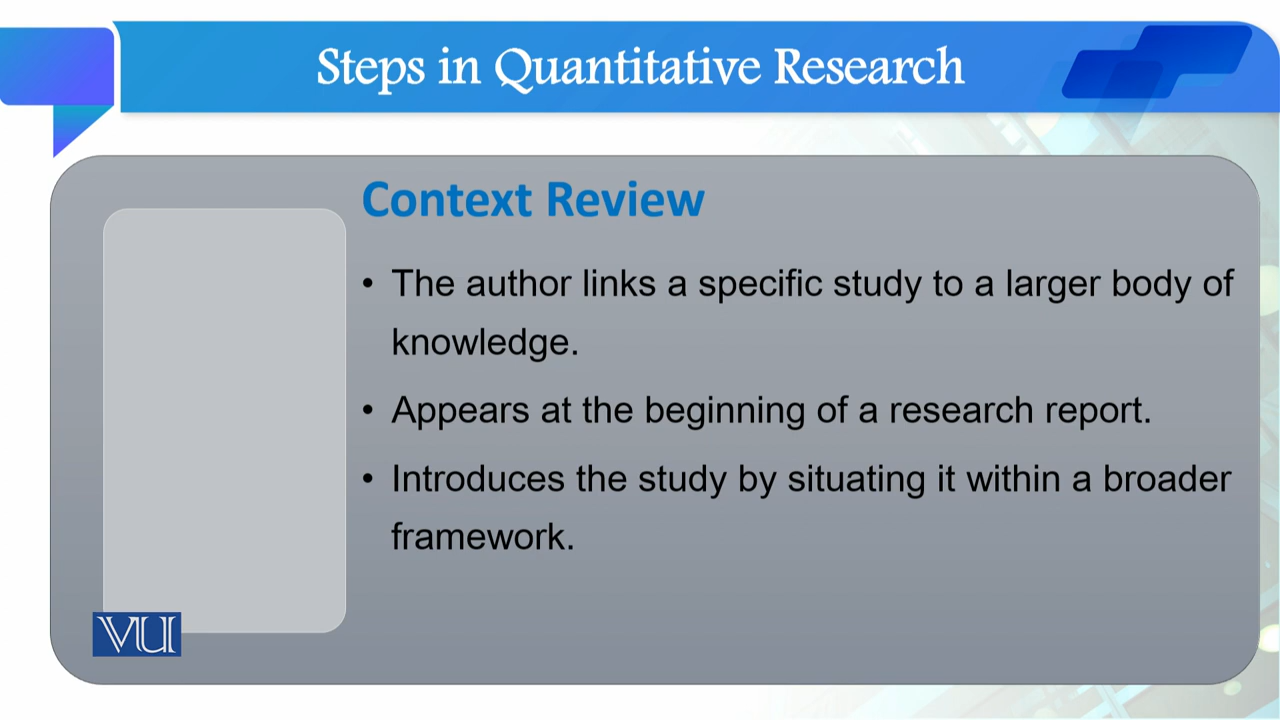 Steps in Quantitative Research
Context Review
• The author links a specific study to a larger body of
knowledge.
• Appears at the beginning of a research report.
• Introduces the study by situating it within a broader
framework.
VU